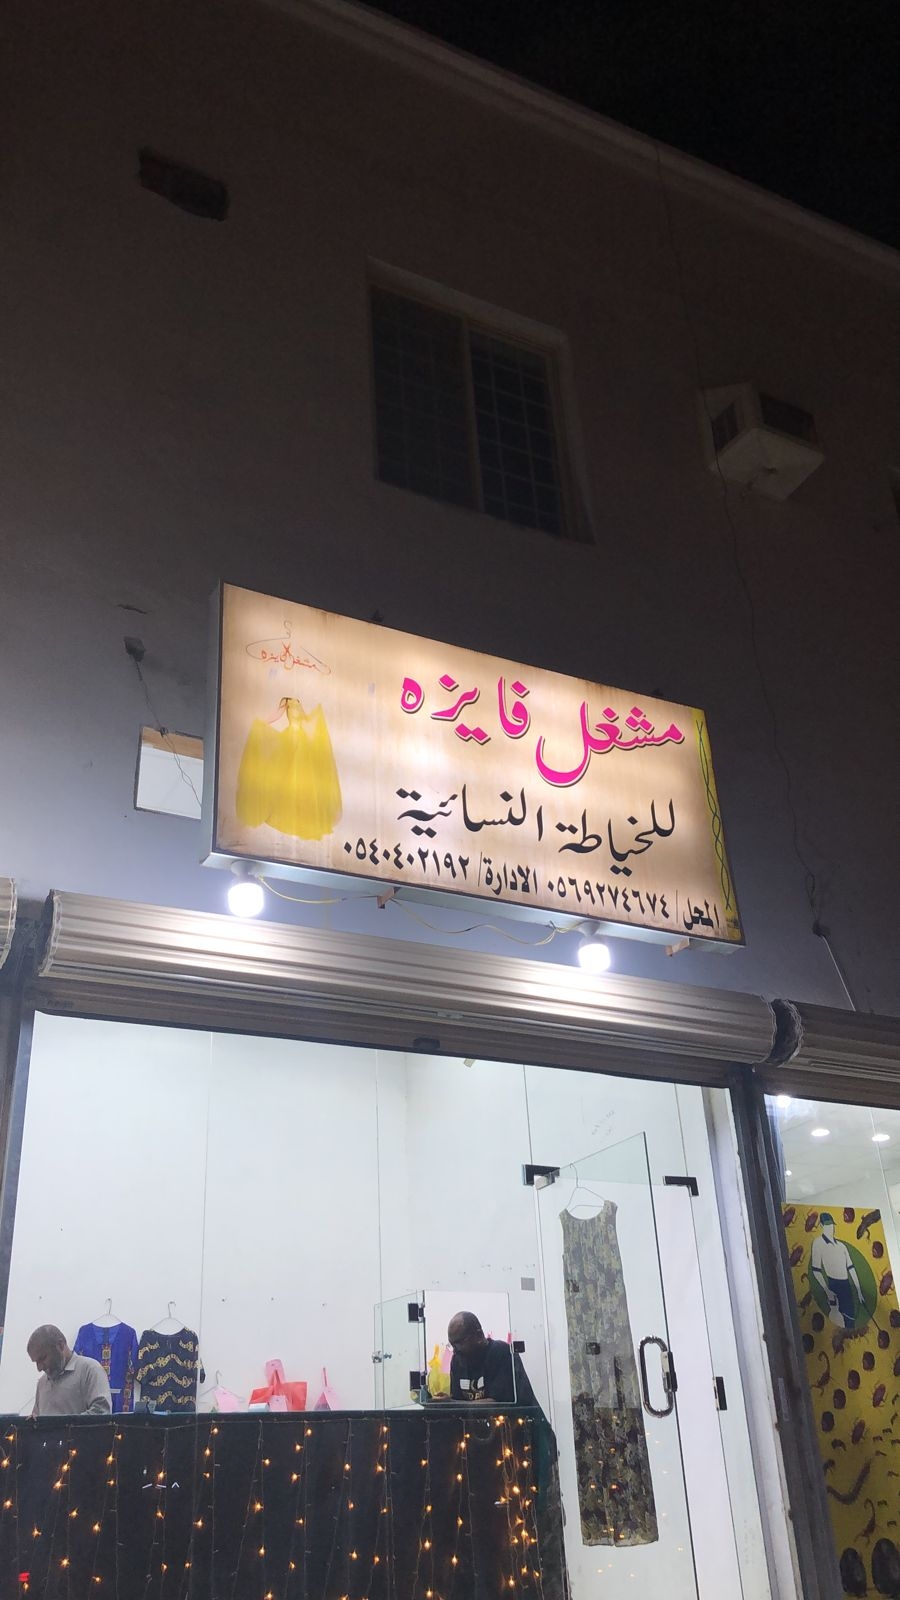 مشغل فايزه
مشغل فايزه
للخياطة النسائية
المحل/ ٠٥٦٩٢٧٤٦٧٤ الادارة/ ٠٥٤٠٤٠٢١٩٢